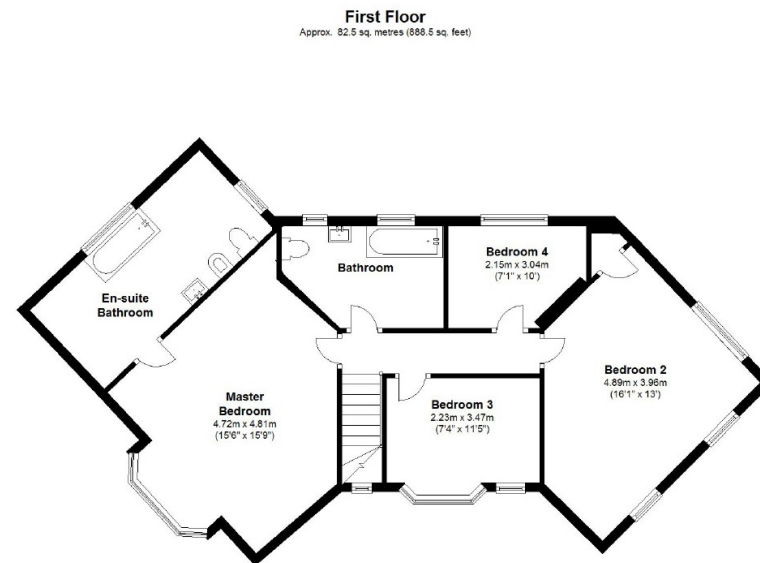 First Floor
Approx. 82.5 sq. metres (888.5 sq. feet)
En-suite
Bathroom
Bathroom
Bedroom 4
2.15m x 3.04m
(7'1" x 10')
Master
Bedroom
4.72m x 4.81m
(15'6" x 15'9")
Bedroom 3
2.23m x 3.47m
(7'4" x 11'5")
Bedroom 2
4.89m x 3.96m
(16'1" x 13')